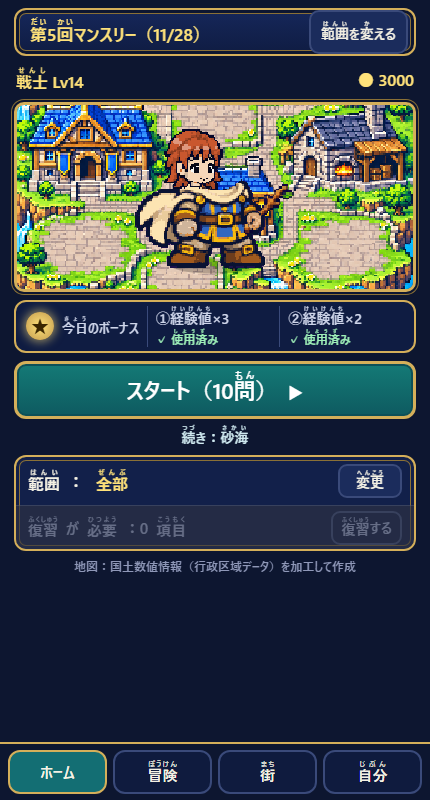 第5回マンスリー（11/28）
範囲を変える
戦士 Lv14
3000
今日のボーナス
①経験値×3
✓ 使用済み
②経験値×2
✓ 使用済み
スタート（10問） ▶
続き：砂海
範囲 ： 全部
変更
復習 が 必要 ：0 項目
復習する
地図：国土数値情報（行政区域データ）を加工して作成
ホーム
冒険
街
自分